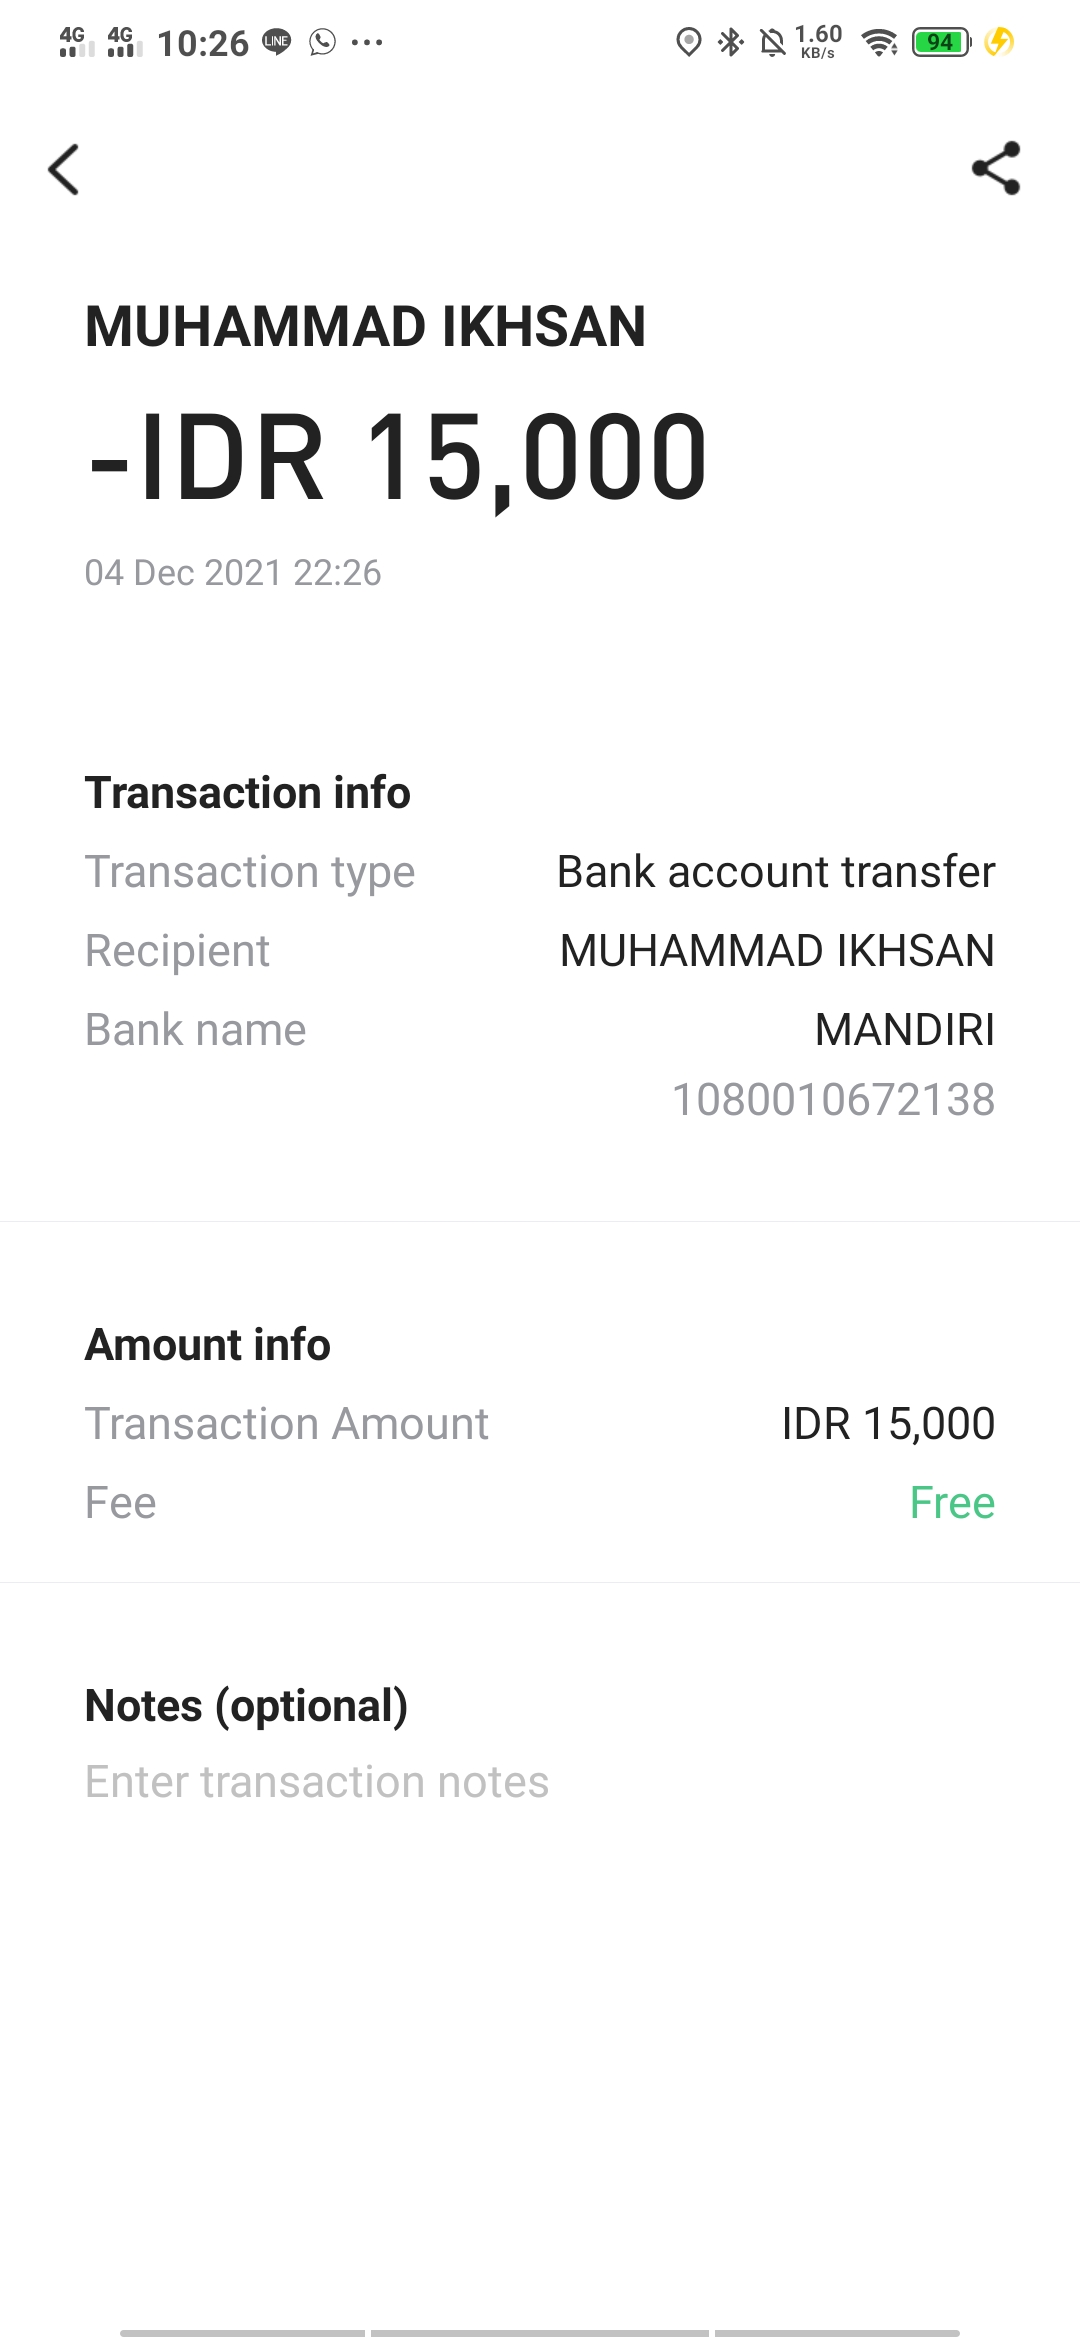 4G 4G 10:26 LINE ... 1.60 KB/s 94
MUHAMMAD IKHSAN
-IDR 15,000
04 Dec 2021 22:26
Transaction info
Transaction type Bank account transfer
Recipient MUHAMMAD IKHSAN
Bank name MANDIRI
1080010672138
Amount info
Transaction Amount IDR 15,000
Fee Free
Notes (optional)
Enter transaction notes